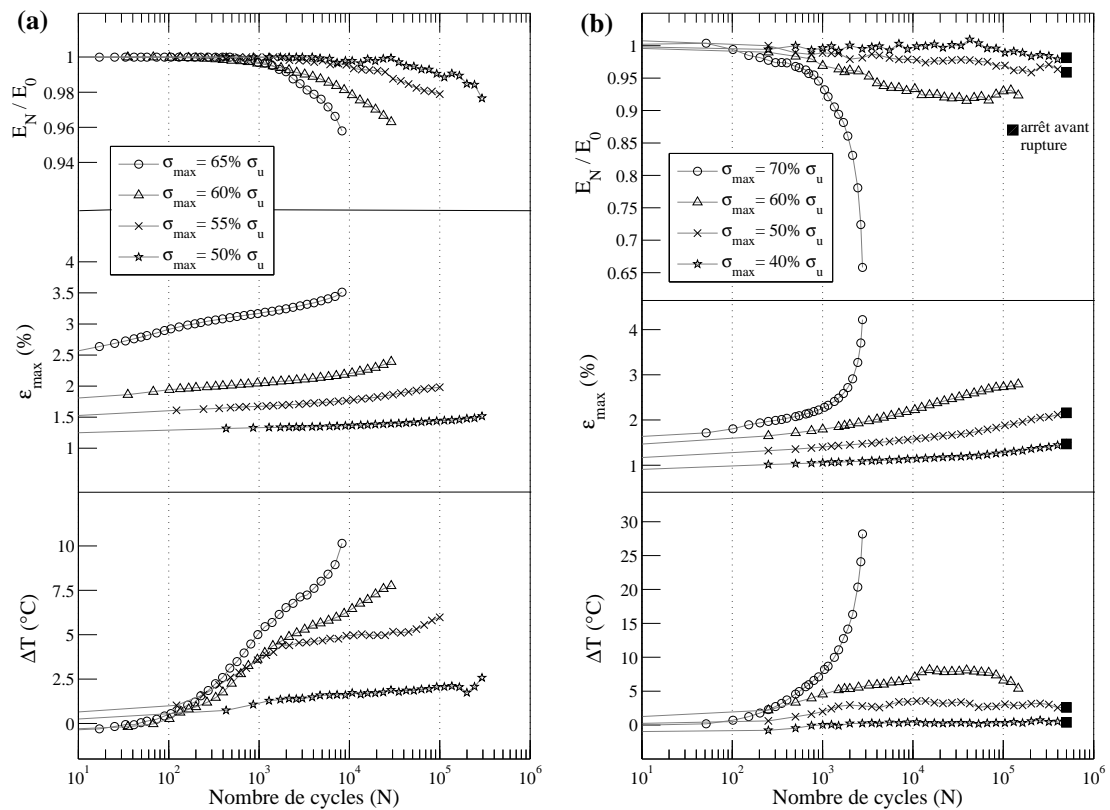 (a)
E_N / E_0
1
0.98
0.96
0.94
σ_max = 65% σ_u
σ_max = 60% σ_u
σ_max = 55% σ_u
σ_max = 50% σ_u
ε_max (%)
4
3.5
3
2.5
2
1.5
1
ΔT (°C)
10
7.5
5
2.5
0
10^1
10^2
10^3
10^4
10^5
10^6
Nombre de cycles (N)
(b)
E_N / E_0
1
0.95
0.9
0.85
0.8
0.75
0.7
0.65
arrêt avant
rupture
σ_max = 70% σ_u
σ_max = 60% σ_u
σ_max = 50% σ_u
σ_max = 40% σ_u
ε_max (%)
4
3
2
1
ΔT (°C)
30
25
20
15
10
5
0
10^1
10^2
10^3
10^4
10^5
10^6
Nombre de cycles (N)